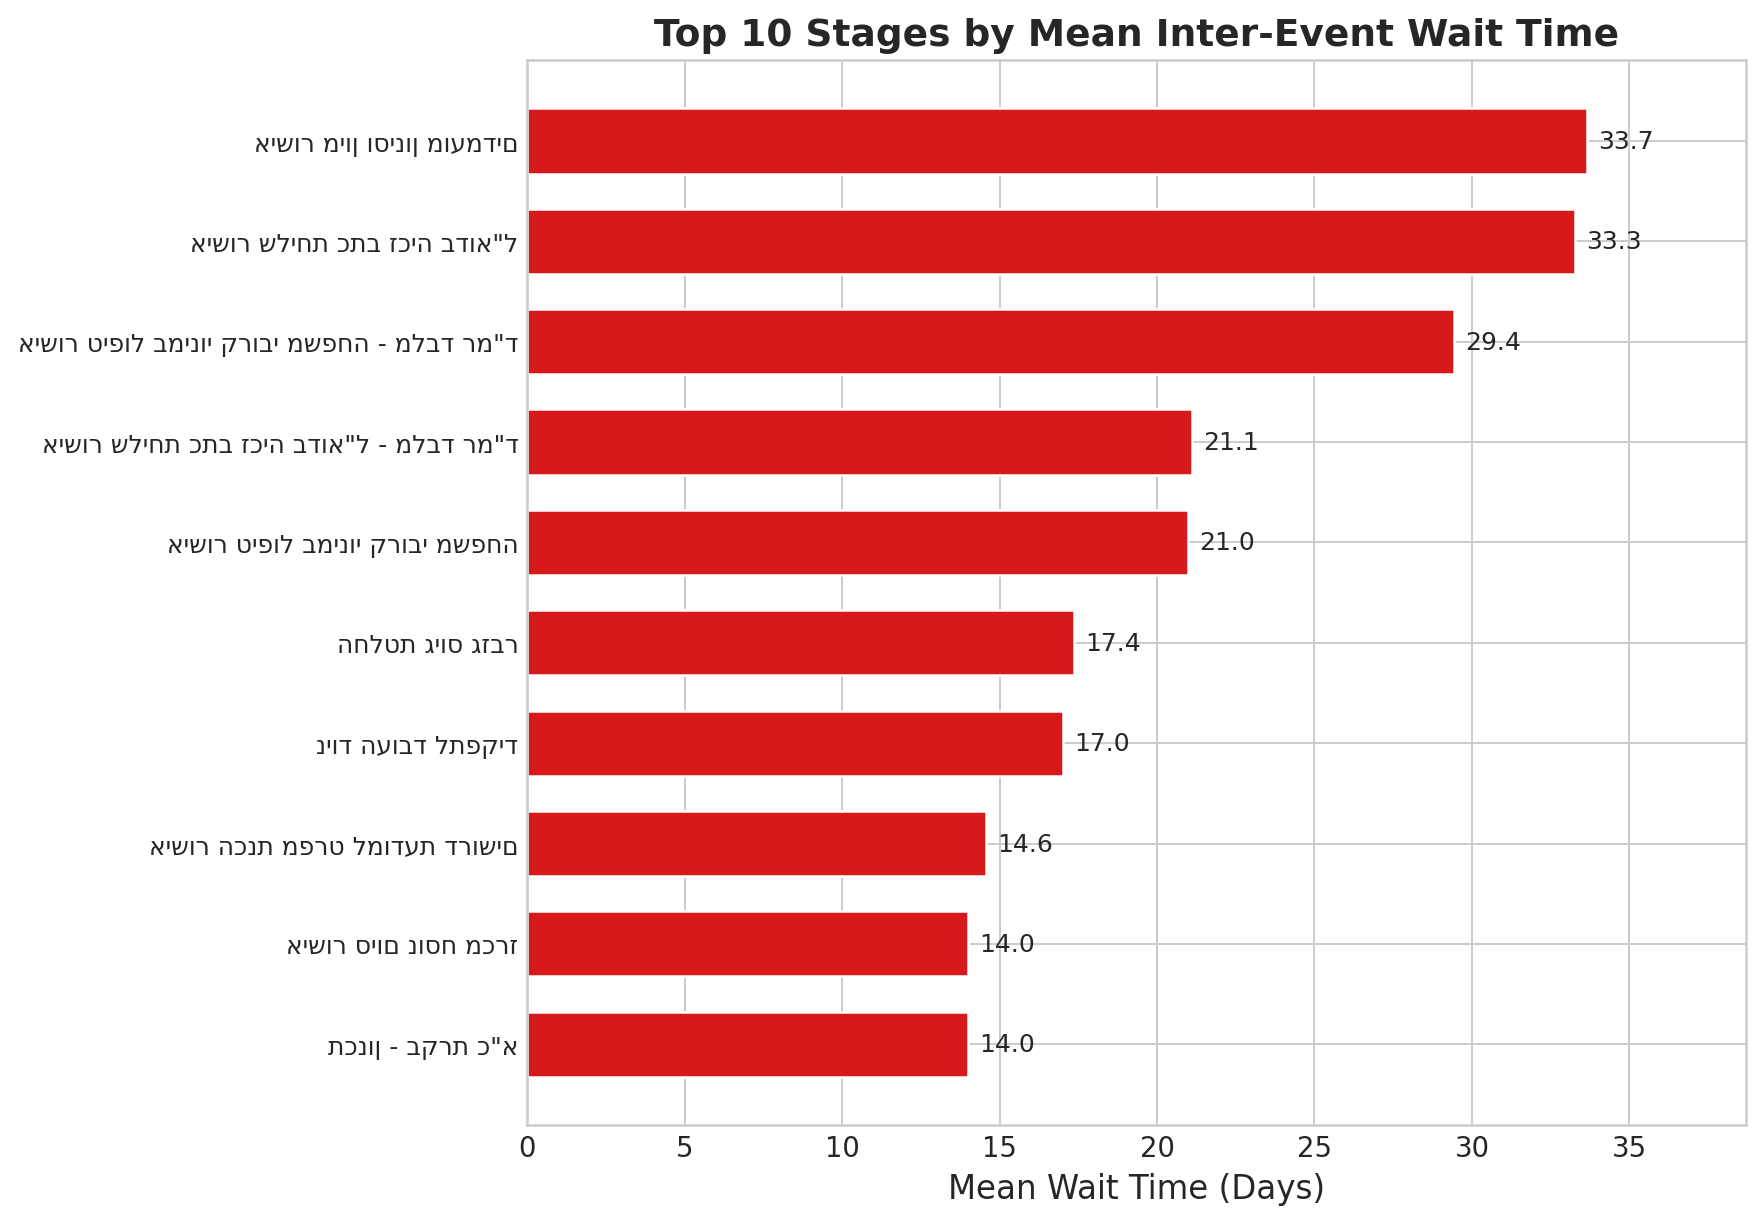 Top 10 Stages by Mean Inter-Event Wait Time
אישור מיון וסינון מועמדים
33.7
אישור שליחת כתב זכיה בדוא"ל
33.3
אישור טיפול במינוי קרובי משפחה - מלבד רמ"ד
29.4
אישור שליחת כתב זכיה בדוא"ל - מלבד רמ"ד
21.1
אישור טיפול במינוי קרובי משפחה
21.0
החלטת גיוס גזבר
17.4
ניוד העובד לתפקיד
17.0
אישור הכנת מפרט למודעת דרושים
14.6
אישור סיום נוסח מכרז
14.0
תכנון - בקרת כ"א
14.0
0 5 10 15 20 25 30 35
Mean Wait Time (Days)